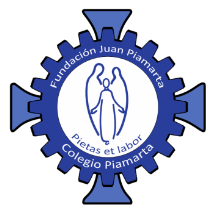 Fundación Juan Piamarta
Pietas et labor
Colegio Piamarta